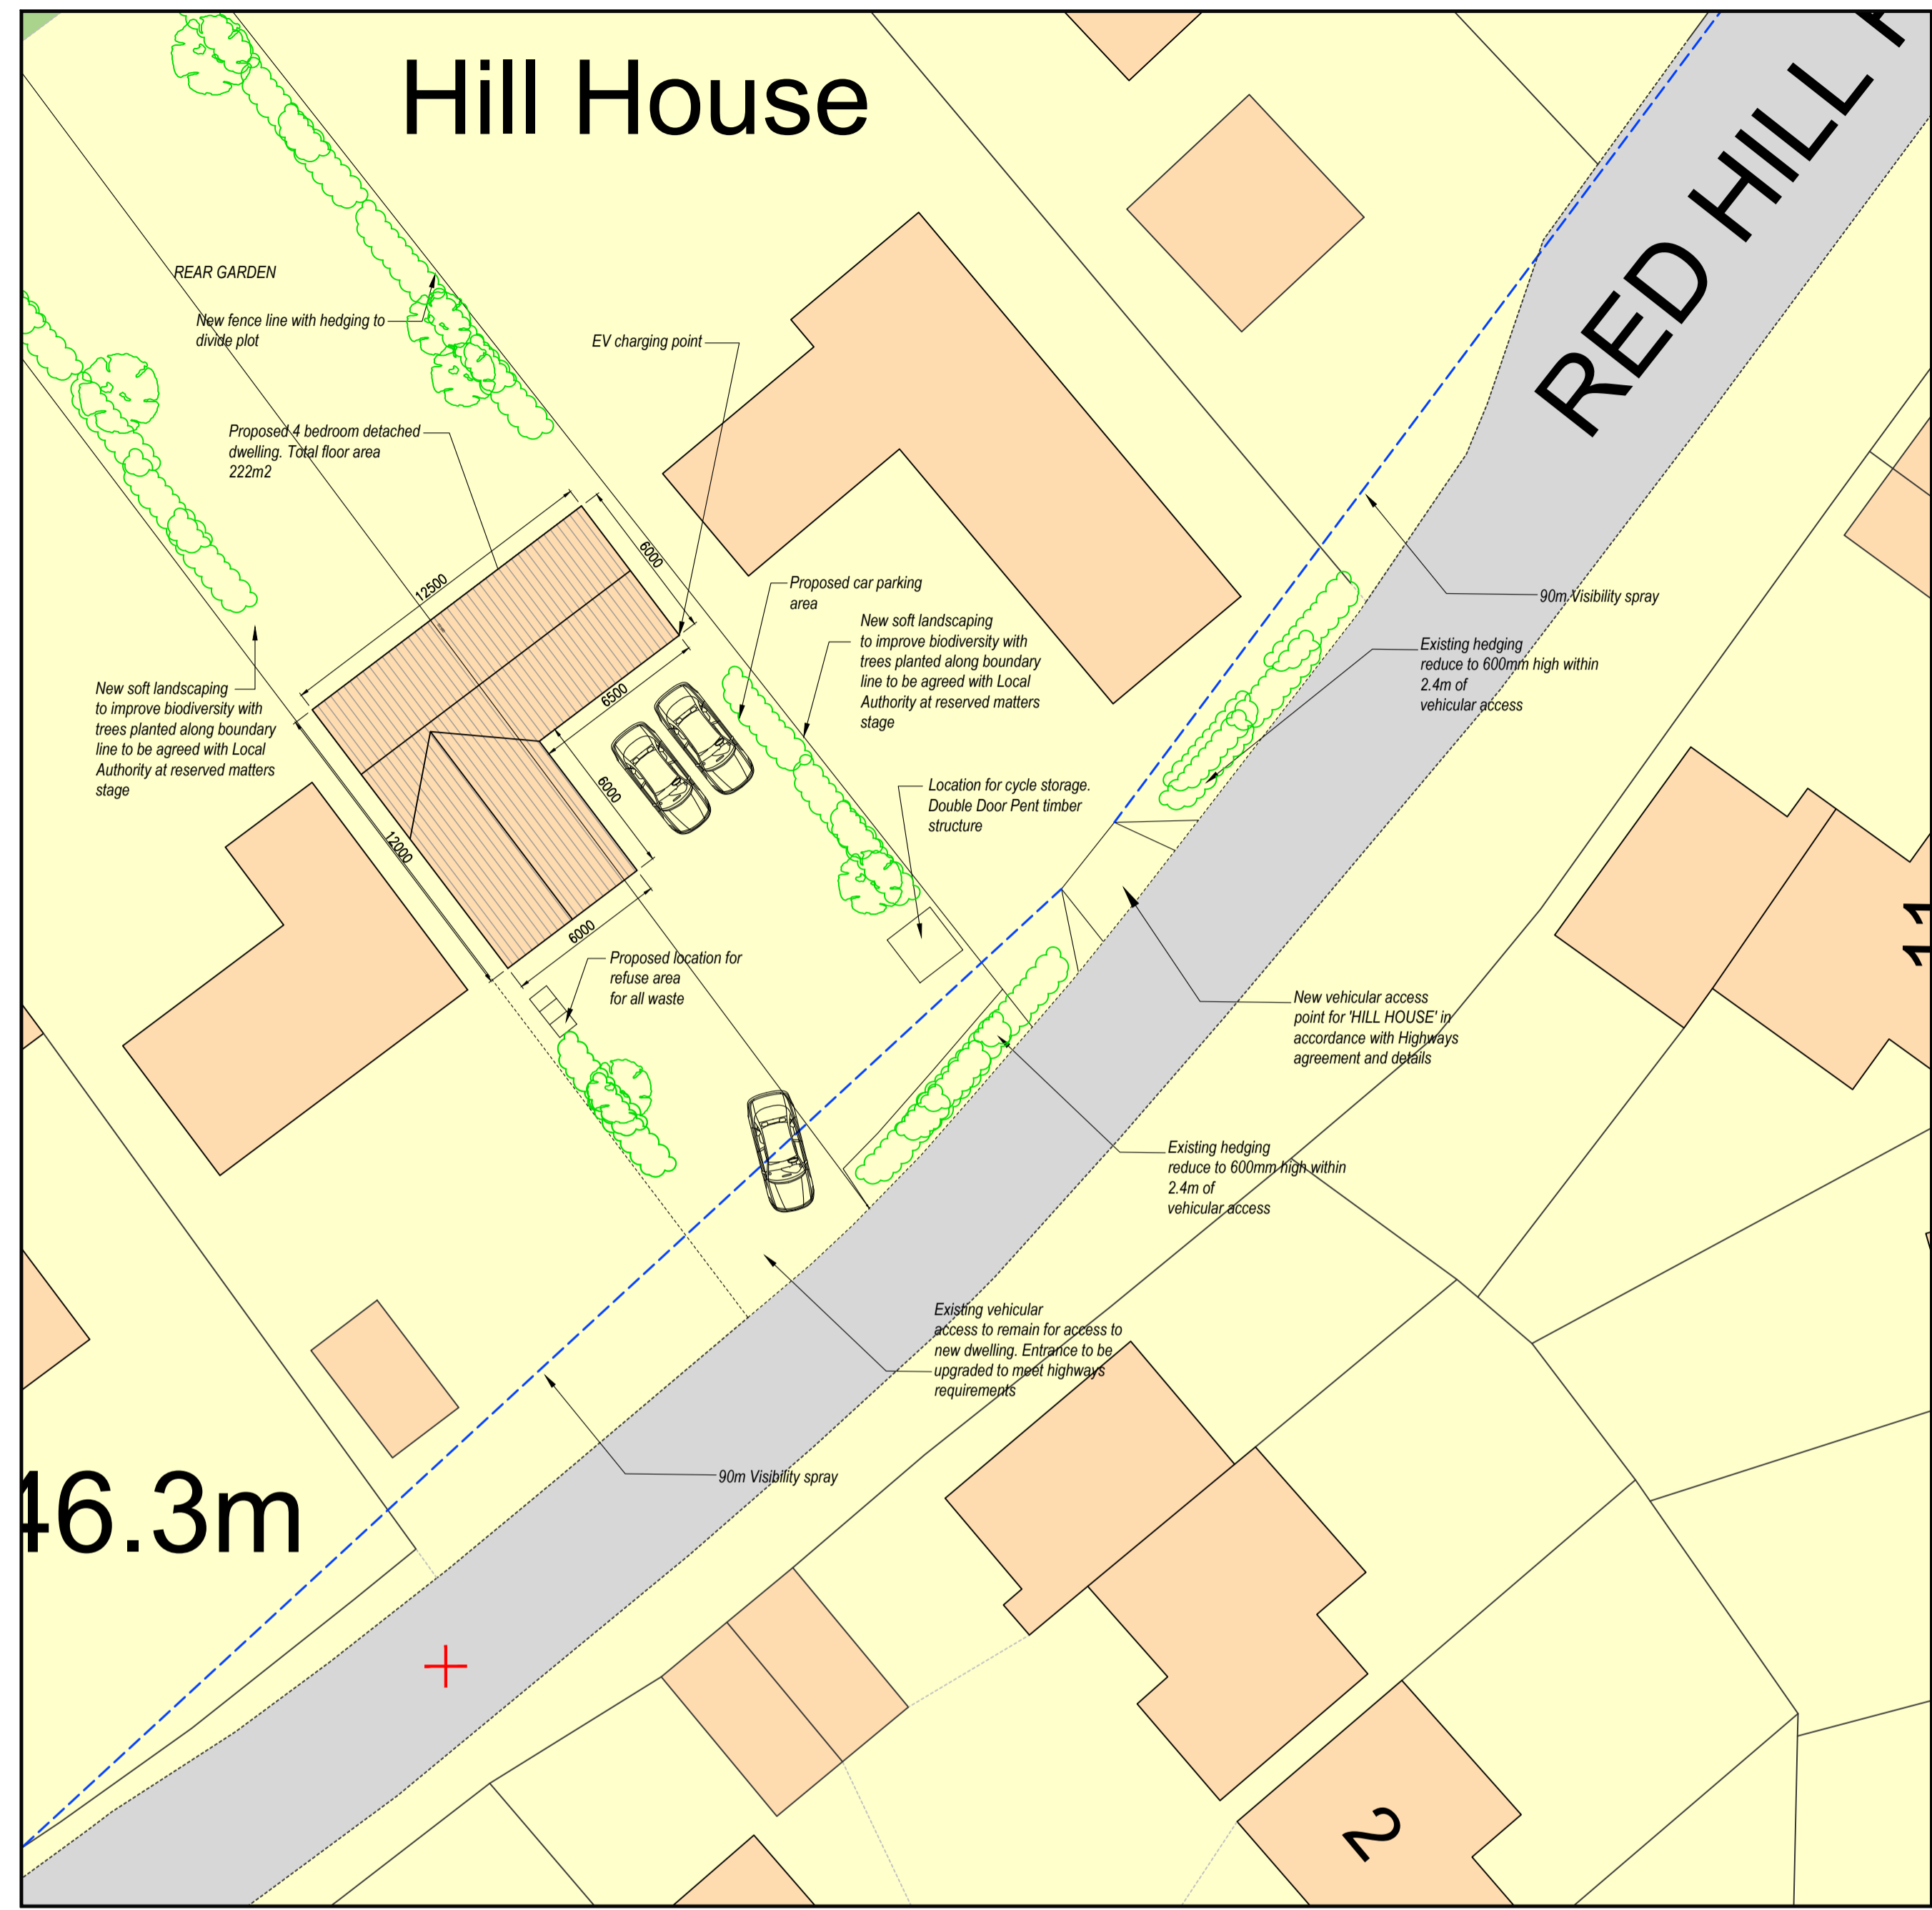 Hill House
RED HILL
REAR GARDEN
New fence line with hedging to
divide plot
EV charging point
Proposed 4 bedroom detached
dwelling. Total floor area
222m2
12500
6000
6500
6000
12000
6000
Proposed car parking
area
New soft landscaping
to improve biodiversity with
trees planted along boundary
line to be agreed with Local
Authority at reserved matters
stage
90m Visibility spray
Existing hedging
reduce to 600mm high within
2.4m of
vehicular access
New soft landscaping
to improve biodiversity with
trees planted along boundary
line to be agreed with Local
Authority at reserved matters
stage
Location for cycle storage.
Double Door Pent timber
structure
11
Proposed location for
refuse area
for all waste
New vehicular access
point for 'HILL HOUSE' in
accordance with Highways
agreement and details
Existing hedging
reduce to 600mm high within
2.4m of
vehicular access
Existing vehicular
access to remain for access to
new dwelling. Entrance to be
upgraded to meet highways
requirements
90m Visibility spray
46.3m
2